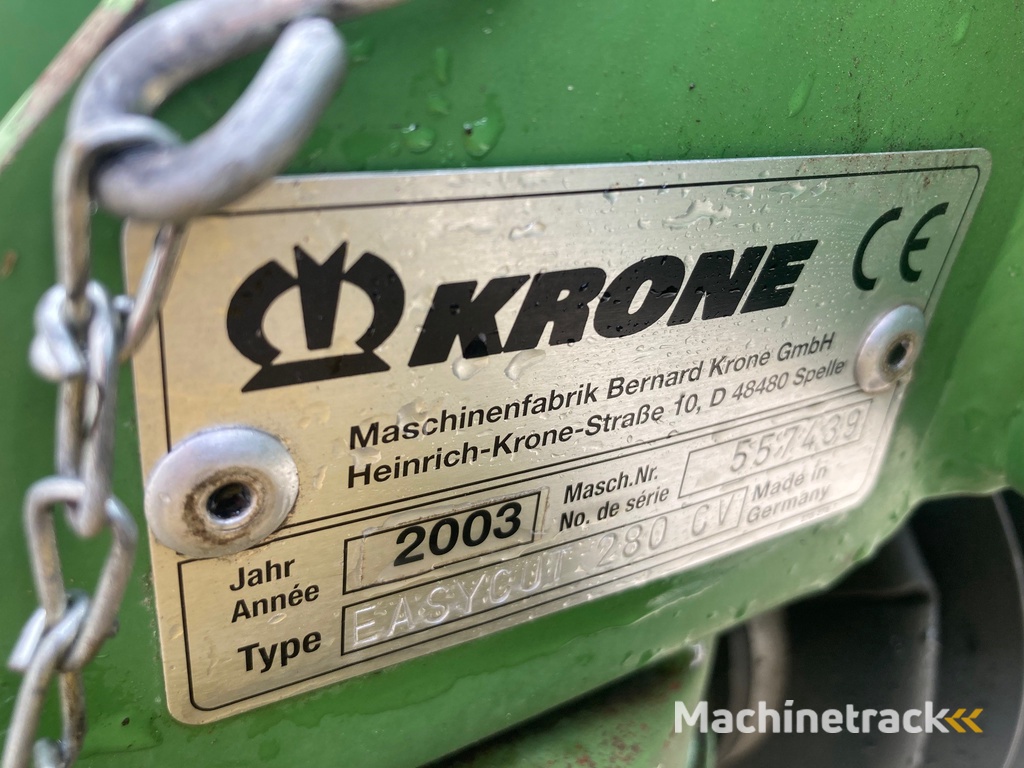 KRONE CE
Maschinenfabrik Bernard Krone GmbH
Heinrich-Krone-Straße 10, D 48480 Spelle
Jahr
Année
2003
Masch.Nr.
No. de série
557439
Type
EASYCUT 280 CV
Made in
Germany
Machinetrack